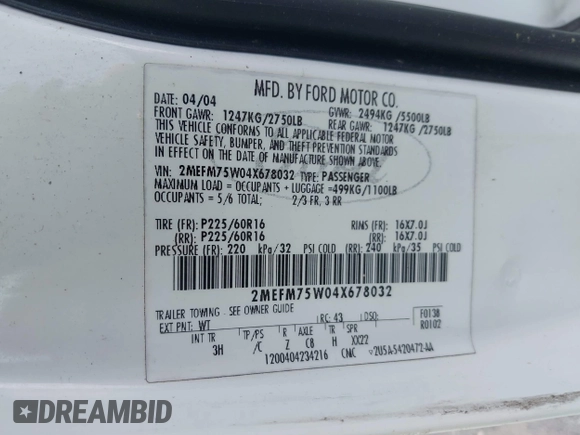 MFD. BY FORD MOTOR CO.
DATE: 04/04 GVWR: 2494KG /5500LB
FRONT GAWR: 1247KG/2750LB REAR GAWR: 1247KG /2750LB
THIS VEHICLE CONFORMS TO ALL APPLICABLE FEDERAL MOTOR
VEHICLE SAFETY, BUMPER, AND THEFT PREVENTION STANDARDS
IN EFFECT ON THE DATE OF MANUFACTURE SHOWN ABOVE.
VIN: 2MEFM75W04X678032 TYPE: PASSENGER
MAXIMUM LOAD = OCCUPANTS + LUGGAGE =499KG/1100LB
OCCUPANTS = 5/6 TOTAL; 2/3 FR, 3 RR
TIRE (FR): P225/60R16 RIMS (FR): 16X7.0J
(RR): P225/60R16 (RR): 16X7.0J
PRESSURE (FR): 220 kPa/32 PSI COLD (RR): 240 kPa/35 PSI COLD
2MEFM75W04X678032
TRAILER TOWING - SEE OWNER GUIDE
EXT PNT: WT RC: 43 DSO: F0138
R0102
INT TR TP/PS R AXLE TR SPR
3H Z C8 H XX22
1200404234216 CNC 2U5A-5420472-AA
DREAMBID